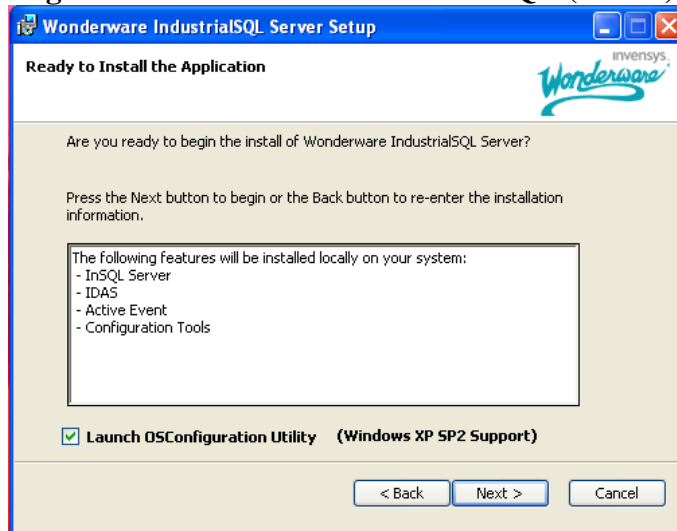 Wonderware IndustrialSQL Server Setup
Ready to Install the Application
invensys
Wonderware
Are you ready to begin the install of Wonderware IndustrialSQL Server?
Press the Next button to begin or the Back button to re-enter the installation
information.
The following features will be installed locally on your system:
- InSQL Server
- IDAS
- Active Event
- Configuration Tools
Launch OSConfiguration Utility (Windows XP SP2 Support)
< Back Next > Cancel